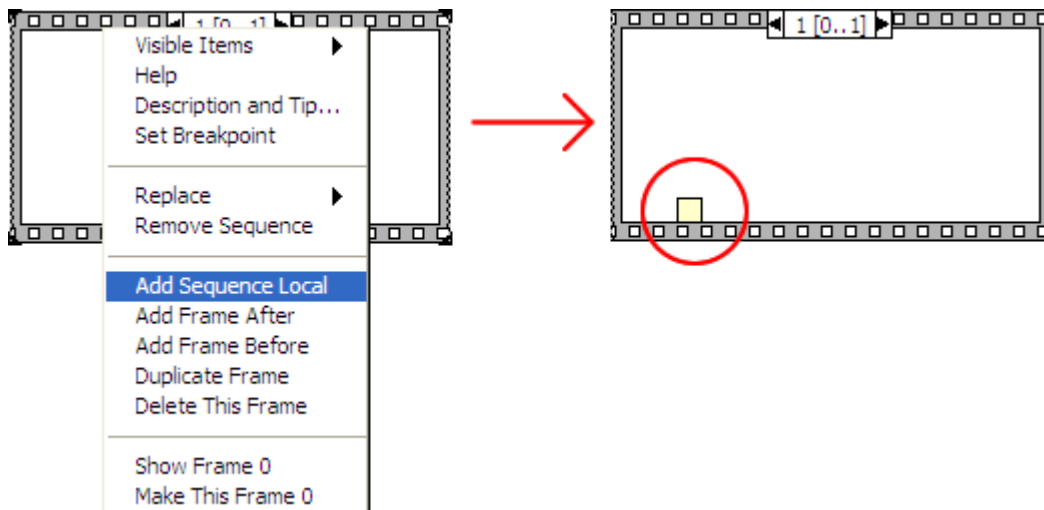 1 [0..1]
Visible Items
Help
Description and Tip...
Set Breakpoint
Replace
Remove Sequence
Add Sequence Local
Add Frame After
Add Frame Before
Duplicate Frame
Delete This Frame
Show Frame 0
Make This Frame 0
1 [0..1]